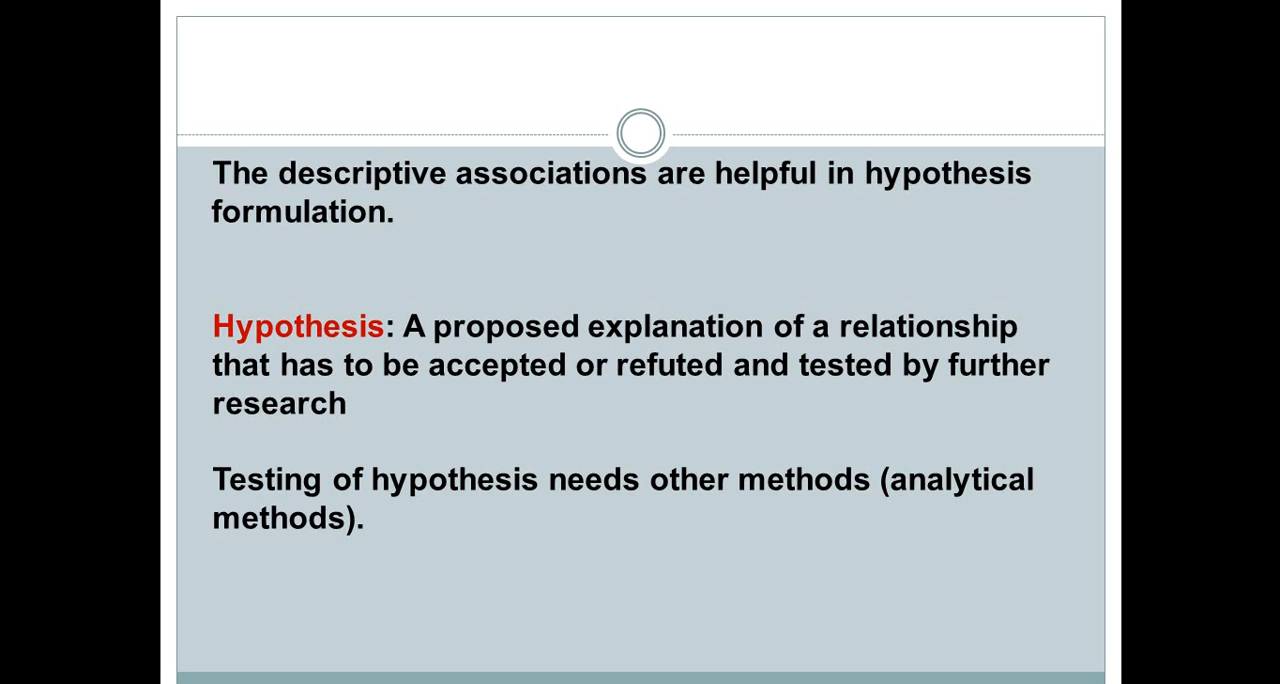 The descriptive associations are helpful in hypothesis
formulation.
Hypothesis: A proposed explanation of a relationship
that has to be accepted or refuted and tested by further
research
Testing of hypothesis needs other methods (analytical
methods).